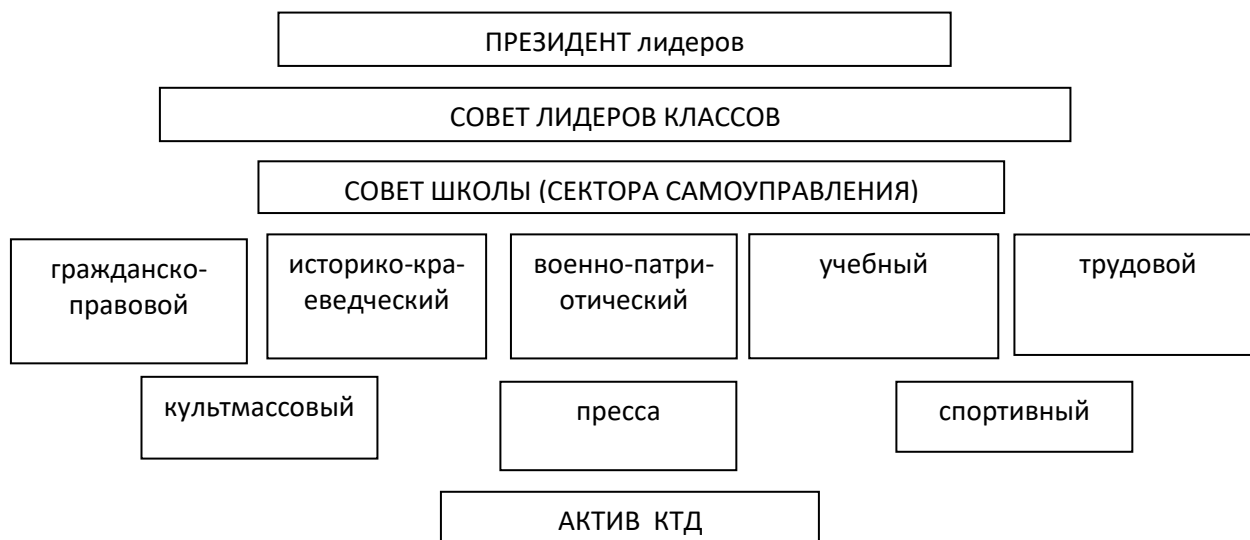 ПРЕЗИДЕНТ лидеров
СОВЕТ ЛИДЕРОВ КЛАССОВ
СОВЕТ ШКОЛЫ (СЕКТОРА САМОУПРАВЛЕНИЯ)
гражданско-
правовой
историко-кра-
еведческий
военно-патри-
отический
учебный
трудовой
культмассовый
пресса
спортивный
АКТИВ КТД